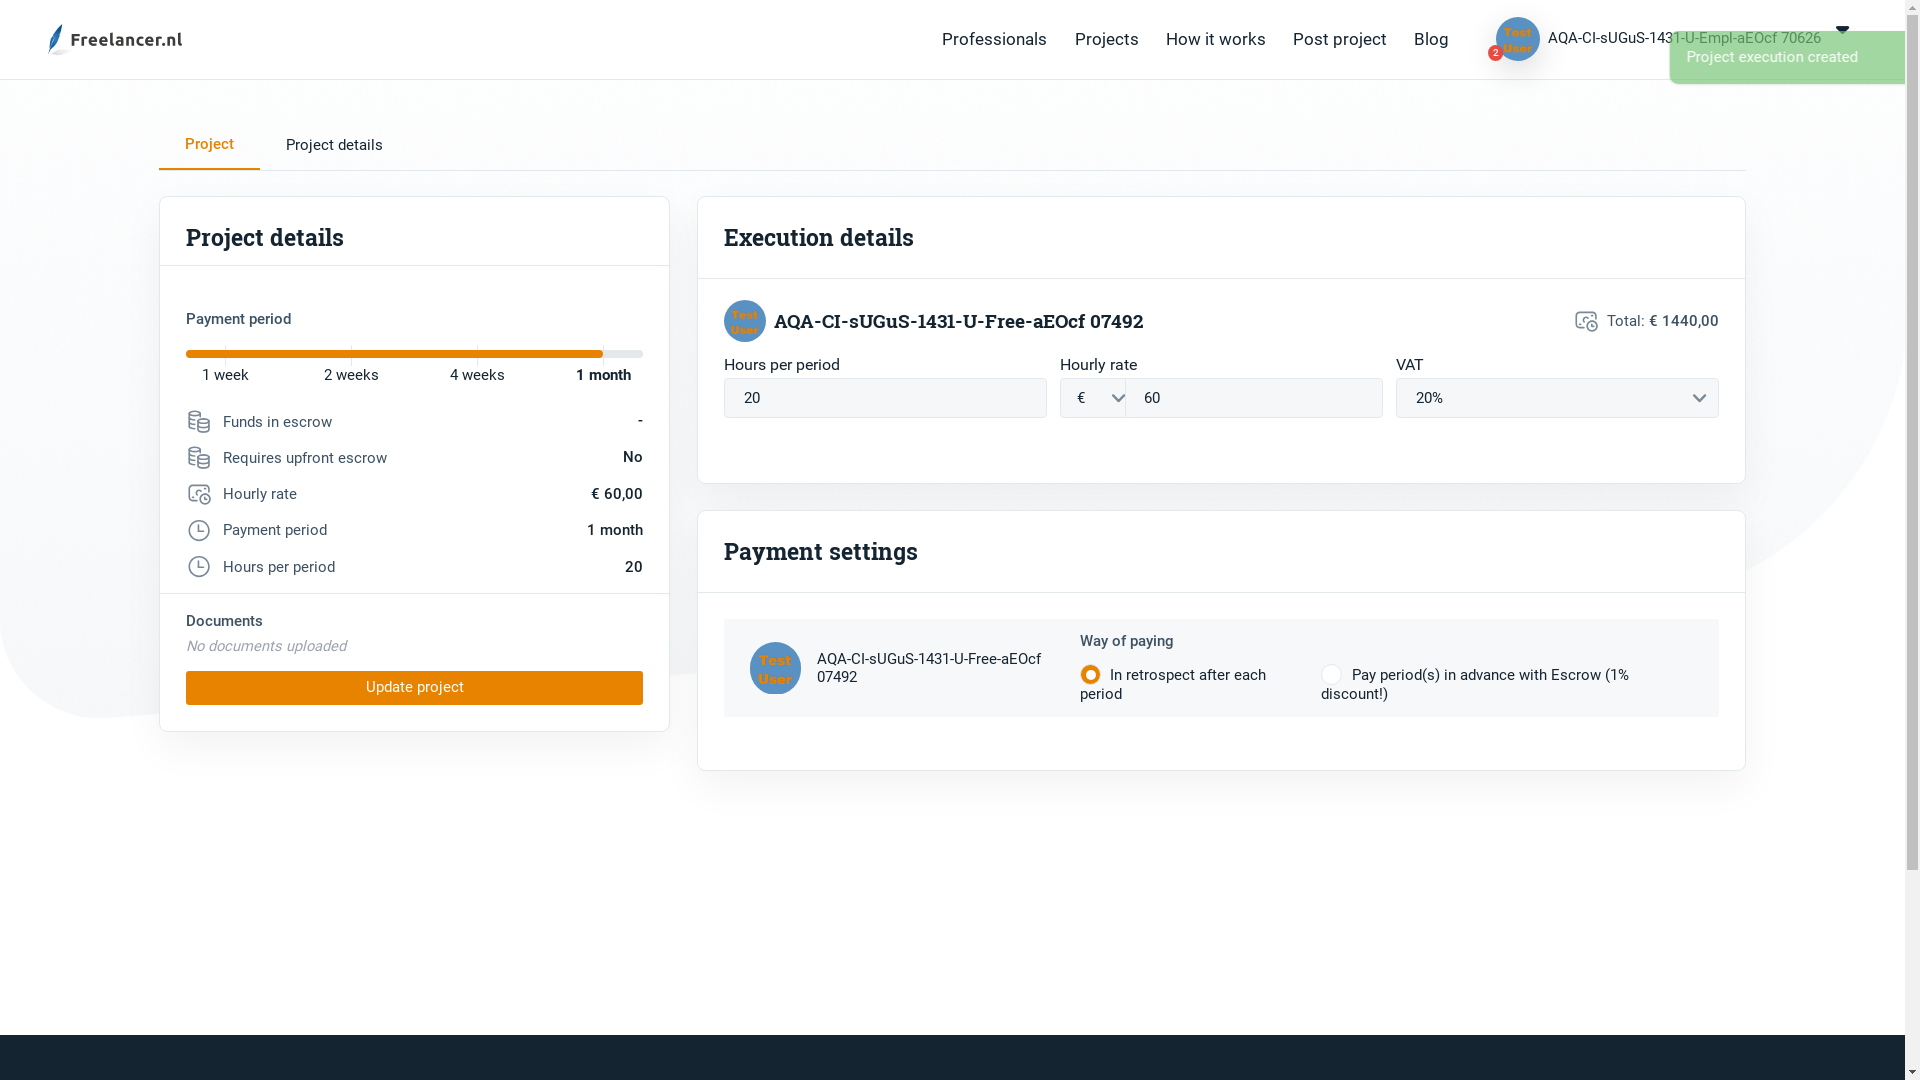 Freelancer.nl
Professionals
Projects
How it works
Post project
Blog
Test
User
2
AQA-CI-sUGuS-1431-U-Empl-aEOcf 70626
Project execution created
Project
Project details
Project details
Payment period
1 week
2 weeks
4 weeks
1 month
Funds in escrow
-
Requires upfront escrow
No
Hourly rate
€ 60,00
Payment period
1 month
Hours per period
20
Documents
No documents uploaded
Update project
Execution details
Test
User
AQA-CI-sUGuS-1431-U-Free-aEOcf 07492
Total: € 1440,00
Hours per period
Hourly rate
VAT
20
€
60
20%
Payment settings
Test
User
AQA-CI-sUGuS-1431-U-Free-aEOcf
07492
Way of paying
In retrospect after each
period
Pay period(s) in advance with Escrow (1%
discount!)